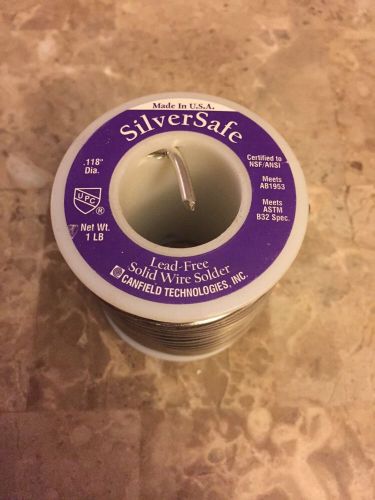 Made In U.S.A.
SilverSafe
.118"
Dia.
UPC
®
Net Wt.
1 LB
Certified to
NSF/ANSI
Meets
AB1953
Meets
ASTM
B32 Spec.
Lead-Free
Solid Wire Solder
CANFIELD TECHNOLOGIES, INC.